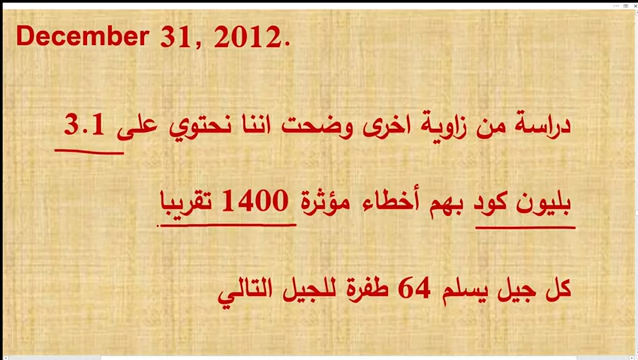 December 31, 2012.
دراسة من زاوية اخرى وضحت اننا نحتوي على 3.1
بليون كود بهم أخطاء مؤثرة 1400 تقريبا
كل جيل يسلم 64 طفرة للجيل التالي